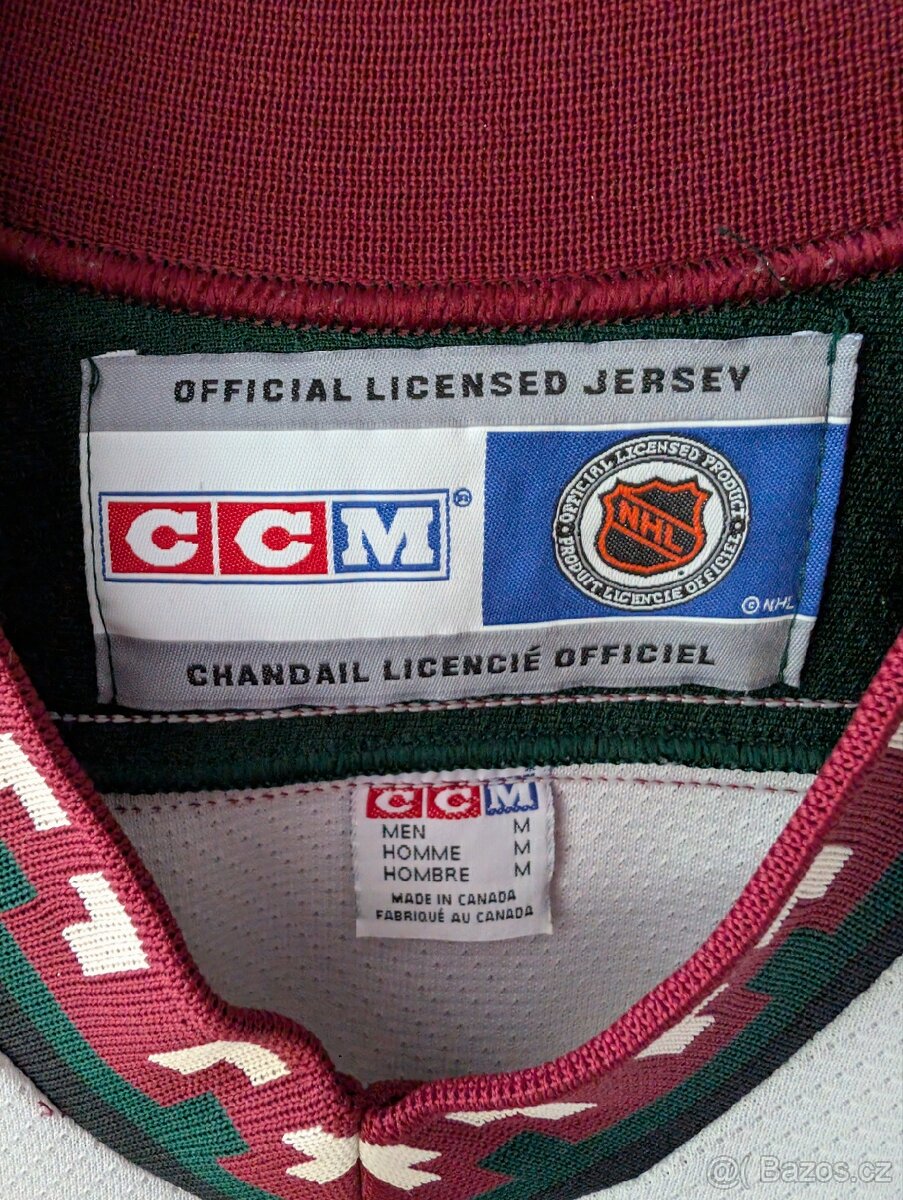 OFFICIAL LICENSED JERSEY
CCM®
OFFICIAL LICENSED PRODUCT
NHL
PRODUIT LICENCIE OFFICIEL
© NHL
CHANDAIL LICENCIÉ OFFICIEL
CCM
MEN M
HOMME M
HOMBRE M
MADE IN CANADA
FABRIQUÉ AU CANADA
@ Bazos.cz